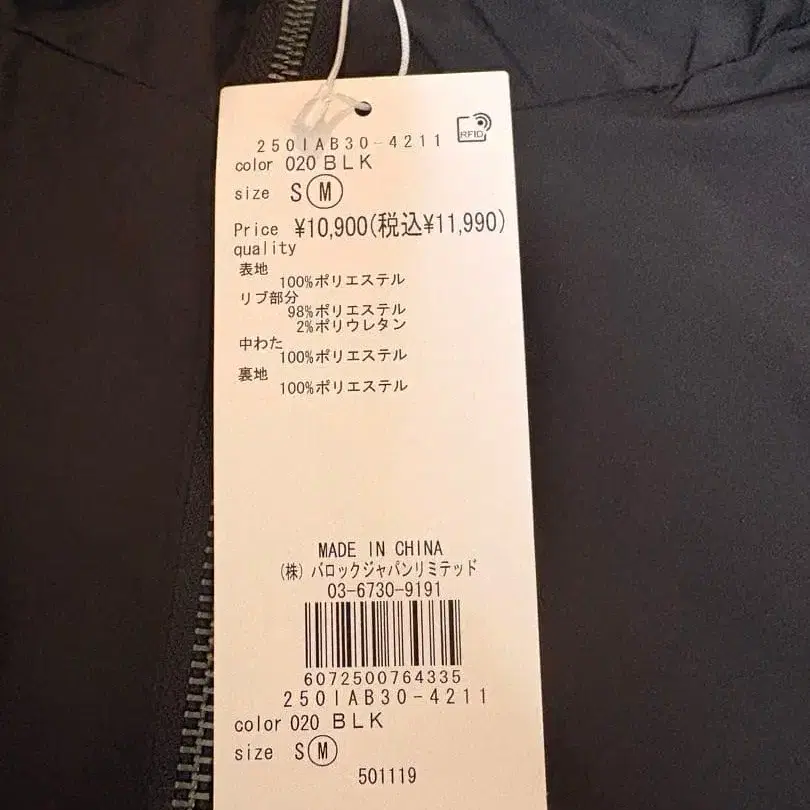 RFID
2501AB30-4211
color 020 BLK
size S M
Price ¥10,900(税込¥11,990)
quality
表地
100%ポリエステル
リブ部分
98%ポリエステル
2%ポリウレタン
中わた
100%ポリエステル
裏地
100%ポリエステル
MADE IN CHINA
(株) バロックジャパンリミテッド
03-6730-9191
6072500764335
2501AB30-4211
color 020 BLK
size S M
501119